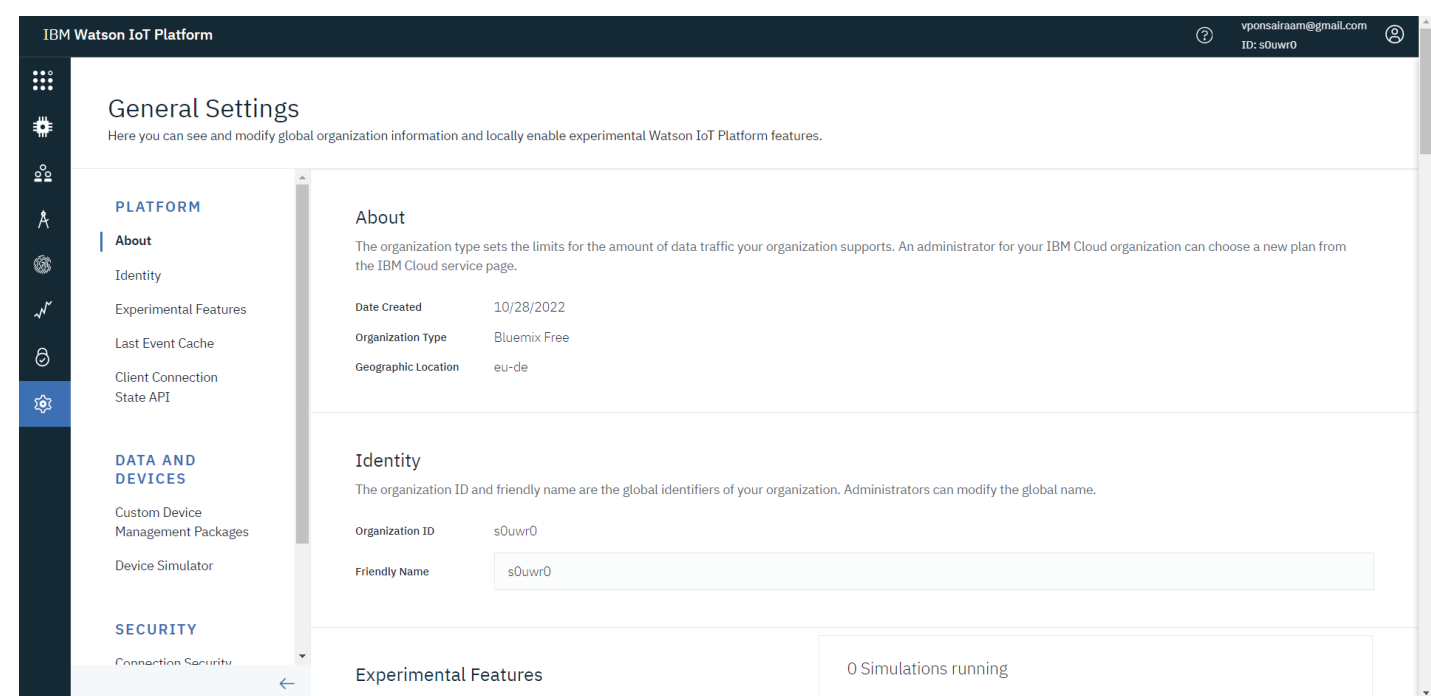 IBM Watson IoT Platform
vponsairaam@gmail.com
ID: s0uwr0
General Settings
Here you can see and modify global organization information and locally enable experimental Watson IoT Platform features.
PLATFORM
About
Identity
Experimental Features
Last Event Cache
Client Connection
State API
DATA AND
DEVICES
Custom Device
Management Packages
Device Simulator
SECURITY
Connection Security
About
The organization type sets the limits for the amount of data traffic your organization supports. An administrator for your IBM Cloud organization can choose a new plan from
the IBM Cloud service page.
Date Created 10/28/2022
Organization Type Bluemix Free
Geographic Location eu-de
Identity
The organization ID and friendly name are the global identifiers of your organization. Administrators can modify the global name.
Organization ID s0uwr0
Friendly Name s0uwr0
Experimental Features
0 Simulations running